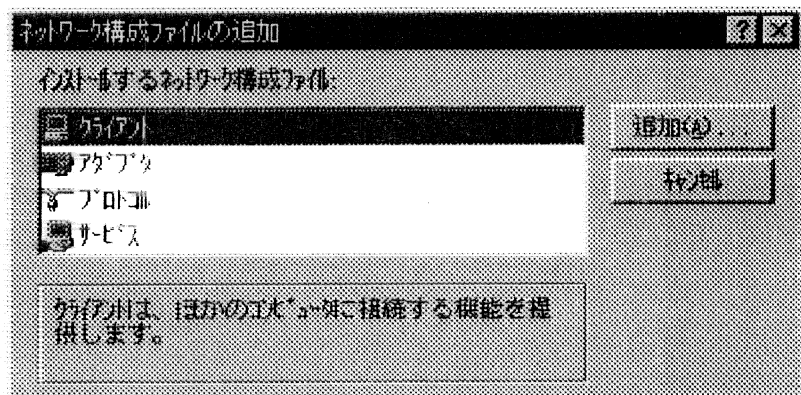 ネットワーク構成ファイルの追加
インストールするネットワーク構成ファイル:
クライアント
追加(A)...
アダプタ
キャンセル
プロトコル
サービス
クライアントは、ほかのコンピュータに接続する機能を提
供します。